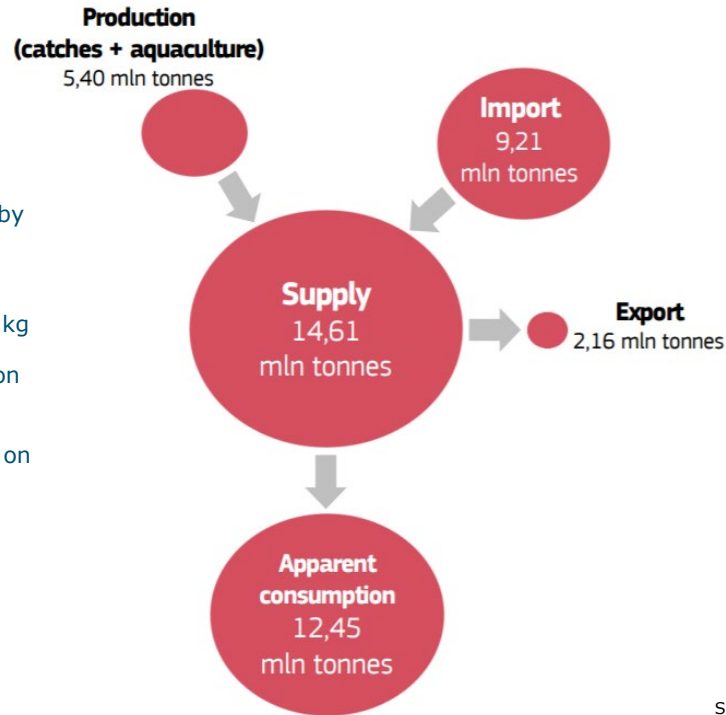 Production
(catches + aquaculture)
5,40 mln tonnes
Import
9,21
mln tonnes
by
kg
on
on
Supply
14,61
mln tonnes
Export
2,16 mln tonnes
Apparent
consumption
12,45
mln tonnes
s